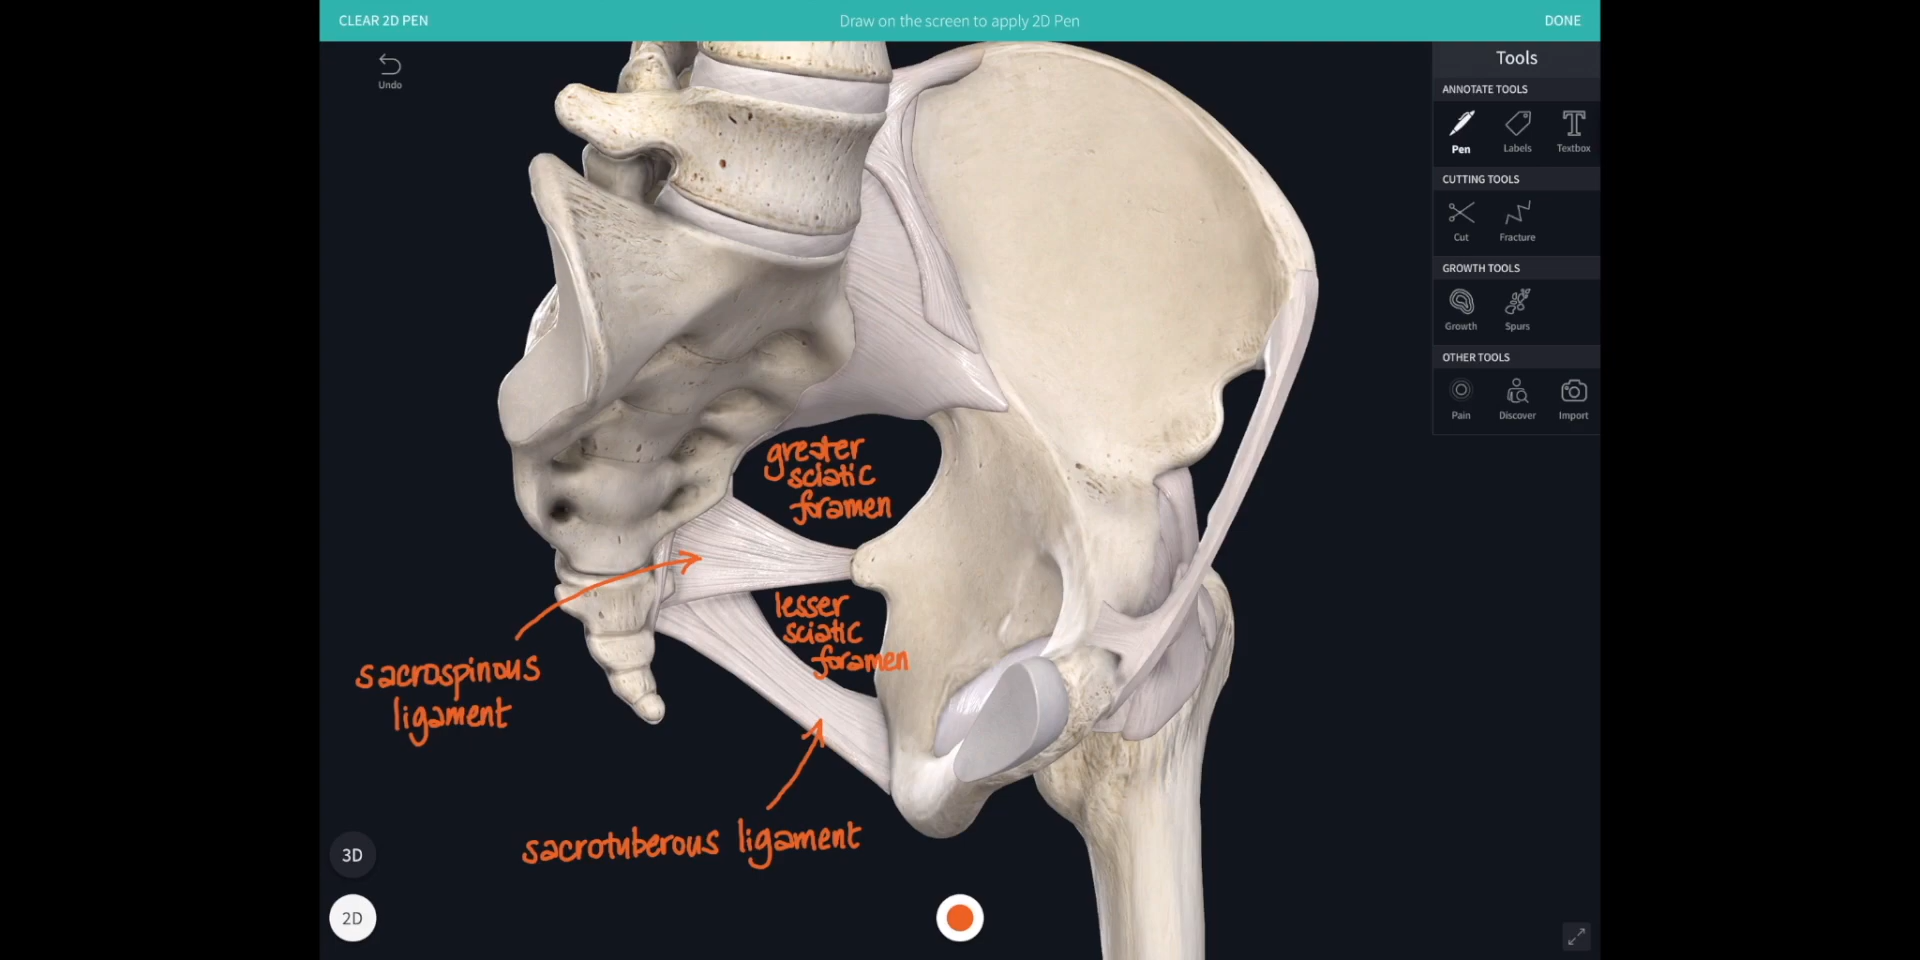 CLEAR 2D PEN
Draw on the screen to apply 2D Pen
DONE
Undo
Tools
ANNOTATE TOOLS
Pen
Labels
Textbox
CUTTING TOOLS
Cut
Fracture
GROWTH TOOLS
Growth
Spurs
OTHER TOOLS
Pain
Discover
Import
greater
sciatic
foramen
lesser
sciatic
foramen
sacrospinous
ligament
sacrotuberous ligament
3D
2D